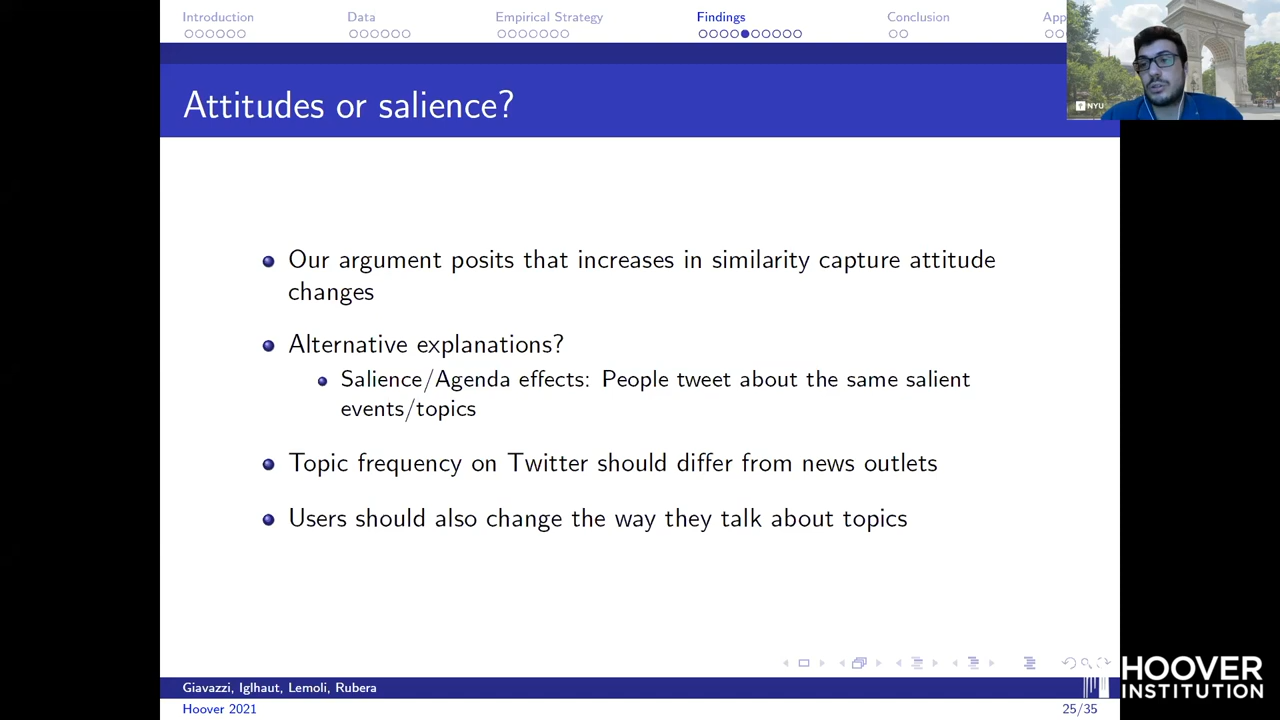 Introduction
Data
Empirical Strategy
Findings
Conclusion
App
NYU
Attitudes or salience?
Our argument posits that increases in similarity capture attitude
changes
Alternative explanations?
Salience/Agenda effects: People tweet about the same salient
events/topics
Topic frequency on Twitter should differ from news outlets
Users should also change the way they talk about topics
Giavazzi, Iglhaut, Lemoli, Rubera
Hoover 2021
25/35
HOOVER
INSTITUTION